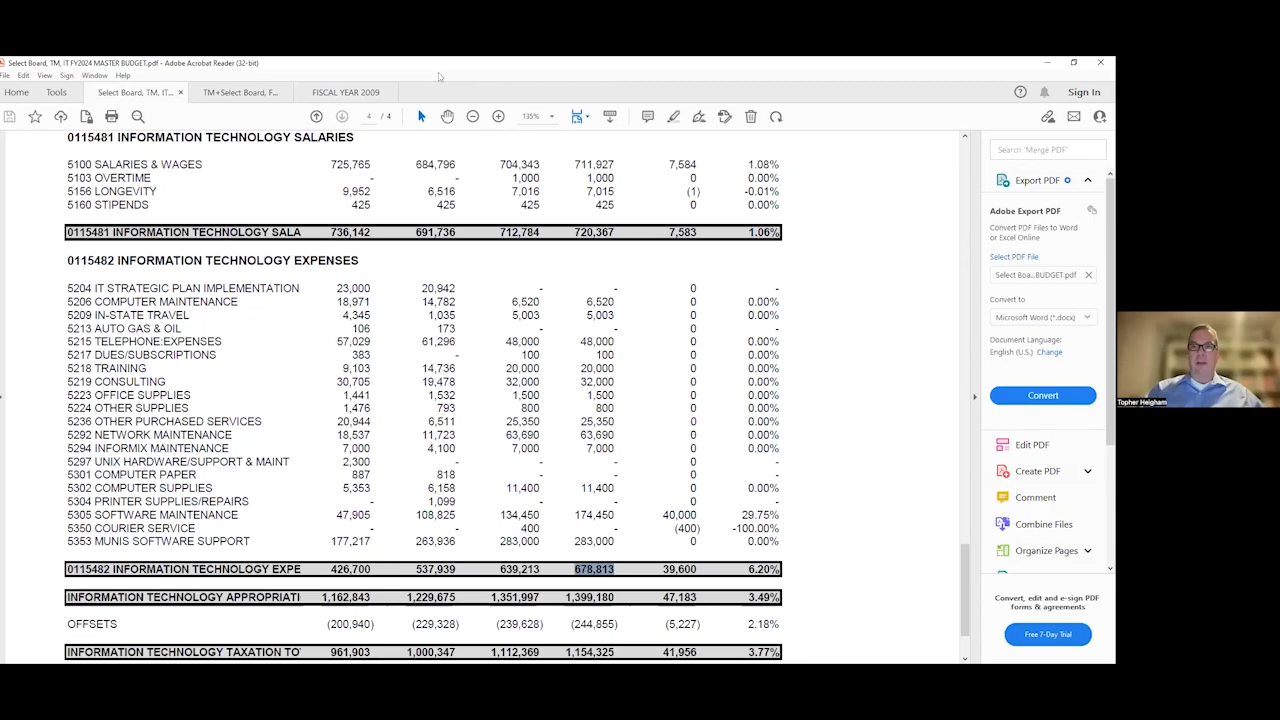 Select Board, TM, IT FY2024 MASTER BUDGET.pdf - Adobe Acrobat Reader (32-bit)
File Edit View Sign Window Help
Home Tools Select Board, TM, IT... × TM+Select Board, F... FISCAL YEAR 2009 Sign In
4 / 4 135%
0115481 INFORMATION TECHNOLOGY SALARIES
5100 SALARIES & WAGES 725,765 684,796 704,343 711,927 7,584 1.08%
5103 OVERTIME - - 1,000 1,000 0 0.00%
5156 LONGEVITY 9,952 6,516 7,016 7,015 (1) -0.01%
5160 STIPENDS 425 425 425 425 0 0.00%
0115481 INFORMATION TECHNOLOGY SALA 736,142 691,736 712,784 720,367 7,583 1.06%
0115482 INFORMATION TECHNOLOGY EXPENSES
5204 IT STRATEGIC PLAN IMPLEMENTATION 23,000 20,942 - - 0 -
5206 COMPUTER MAINTENANCE 18,971 14,782 6,520 6,520 0 0.00%
5209 IN-STATE TRAVEL 4,345 1,035 5,003 5,003 0 0.00%
5213 AUTO GAS & OIL 106 173 - - 0 -
5215 TELEPHONE:EXPENSES 57,029 61,296 48,000 48,000 0 0.00%
5217 DUES/SUBSCRIPTIONS 383 - 100 100 0 0.00%
5218 TRAINING 9,103 14,736 20,000 20,000 0 0.00%
5219 CONSULTING 30,705 19,478 32,000 32,000 0 0.00%
5223 OFFICE SUPPLIES 1,441 1,532 1,500 1,500 0 0.00%
5224 OTHER SUPPLIES 1,476 793 800 800 0 0.00%
5236 OTHER PURCHASED SERVICES 20,944 6,511 25,350 25,350 0 0.00%
5292 NETWORK MAINTENANCE 18,537 11,723 63,690 63,690 0 0.00%
5294 INFORMIX MAINTENANCE 7,000 4,100 7,000 7,000 0 0.00%
5297 UNIX HARDWARE/SUPPORT & MAINT 2,300 - - - 0 -
5301 COMPUTER PAPER 887 818 - - 0 -
5302 COMPUTER SUPPLIES 5,353 6,158 11,400 11,400 0 0.00%
5304 PRINTER SUPPLIES/REPAIRS - 1,099 - - 0 -
5305 SOFTWARE MAINTENANCE 47,905 108,825 134,450 174,450 40,000 29.75%
5350 COURIER SERVICE - - 400 - (400) -100.00%
5353 MUNIS SOFTWARE SUPPORT 177,217 263,936 283,000 283,000 0 0.00%
0115482 INFORMATION TECHNOLOGY EXPE 426,700 537,939 639,213 678,813 39,600 6.20%
INFORMATION TECHNOLOGY APPROPRIATI 1,162,843 1,229,675 1,351,997 1,399,180 47,183 3.49%
OFFSETS (200,940) (229,328) (239,628) (244,855) (5,227) 2.18%
INFORMATION TECHNOLOGY TAXATION TO 961,903 1,000,347 1,112,369 1,154,325 41,956 3.77%
Search 'Merge PDF'
Export PDF
Adobe Export PDF
Convert PDF Files to Word
or Excel Online
Select PDF File
Select Boa...BUDGET.pdf ×
Convert to
Microsoft Word (*.docx)
Document Language:
English (U.S.) Change
Convert
Edit PDF
Create PDF
Comment
Combine Files
Organize Pages
Convert, edit and e-sign PDF
forms & agreements
Free 7-Day Trial
Topher Heigham